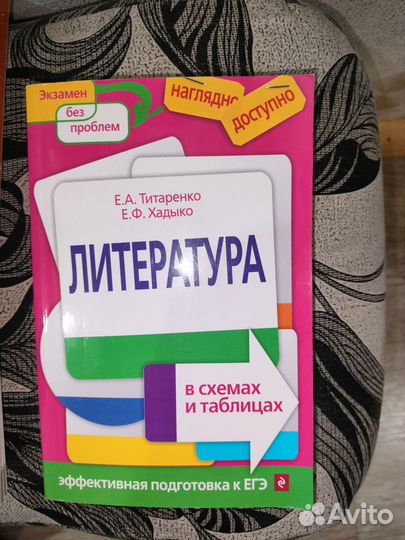 Экзамен
без
проблем
наглядно
доступно
Е.А. Титаренко
Е.Ф. Хадыко
ЛИТЕРАТУРА
в схемах
и таблицах
эффективная подготовка к ЕГЭ
Avito